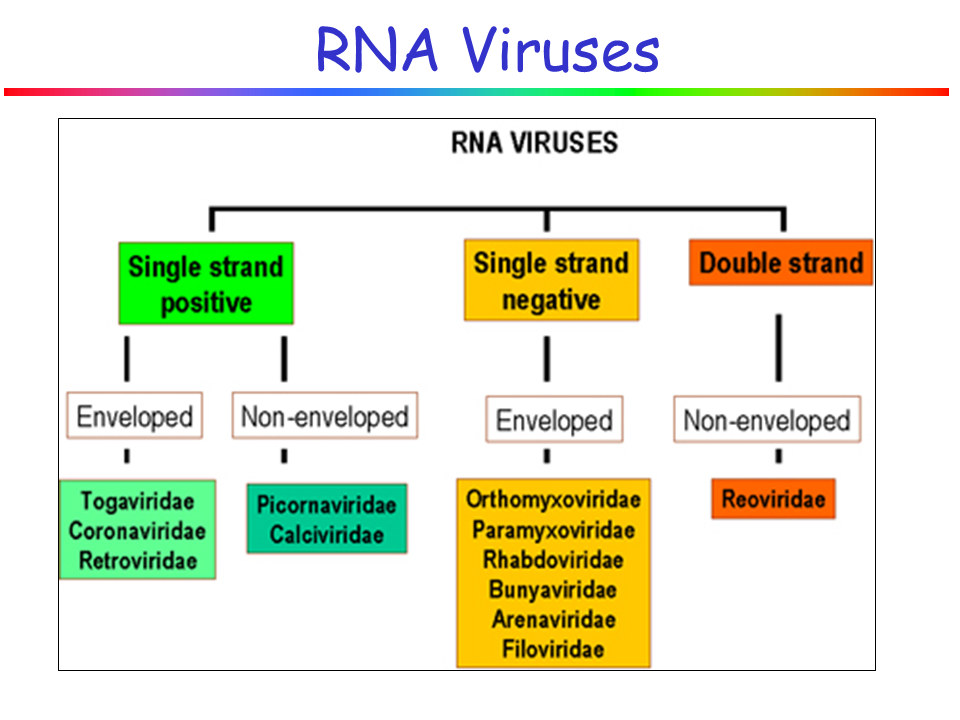 RNA Viruses
RNA VIRUSES
Single strand
positive
Single strand
negative
Double strand
Enveloped
Non-enveloped
Enveloped
Non-enveloped
Togaviridae
Coronaviridae
Retroviridae
Picornaviridae
Calciviridae
Orthomyxoviridae
Paramyxoviridae
Rhabdoviridae
Bunyaviridae
Arenaviridae
Filoviridae
Reoviridae